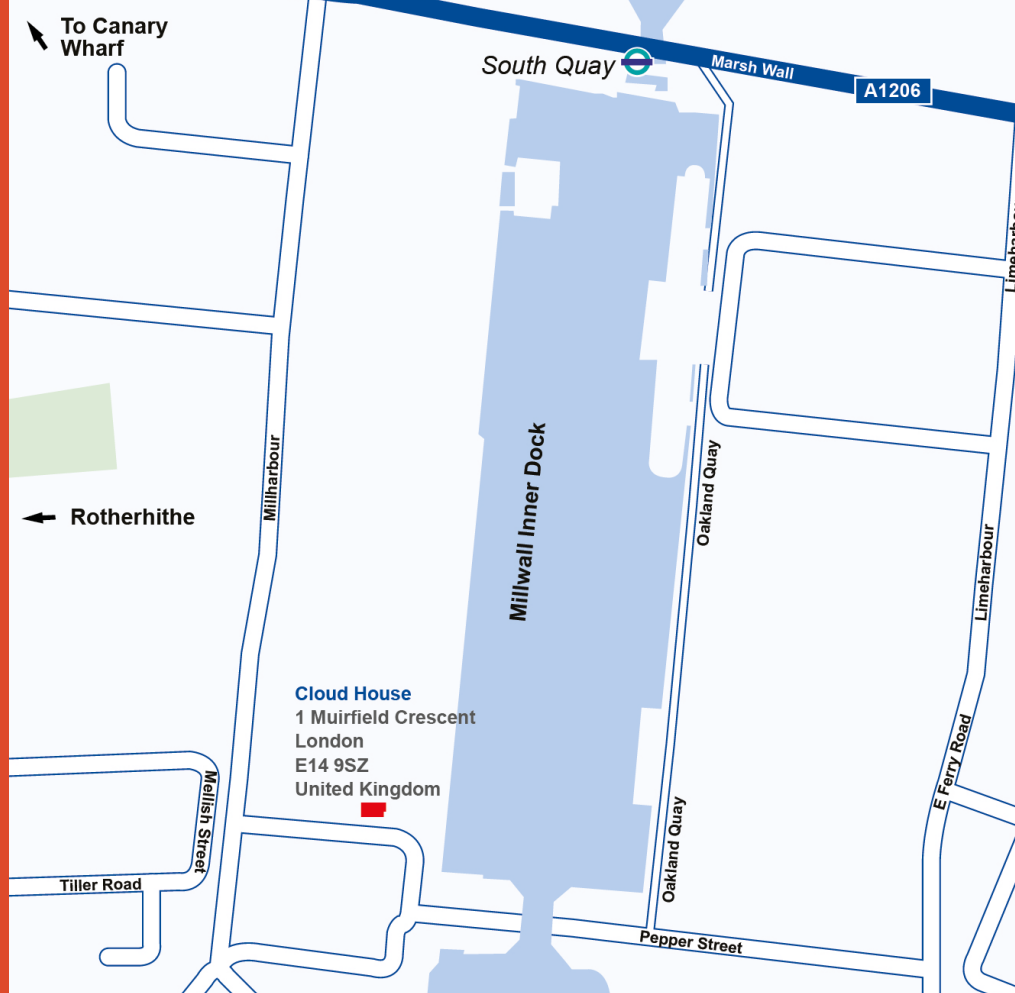 To Canary
Wharf
South Quay
Marsh Wall
A1206
Limeharbour
Millharbour
Millwall Inner Dock
Oakland Quay
Rotherhithe
Limeharbour
Cloud House
1 Muirfield Crescent
London
E14 9SZ
United Kingdom
E Ferry Road
Mellish Street
Oakland Quay
Tiller Road
Pepper Street